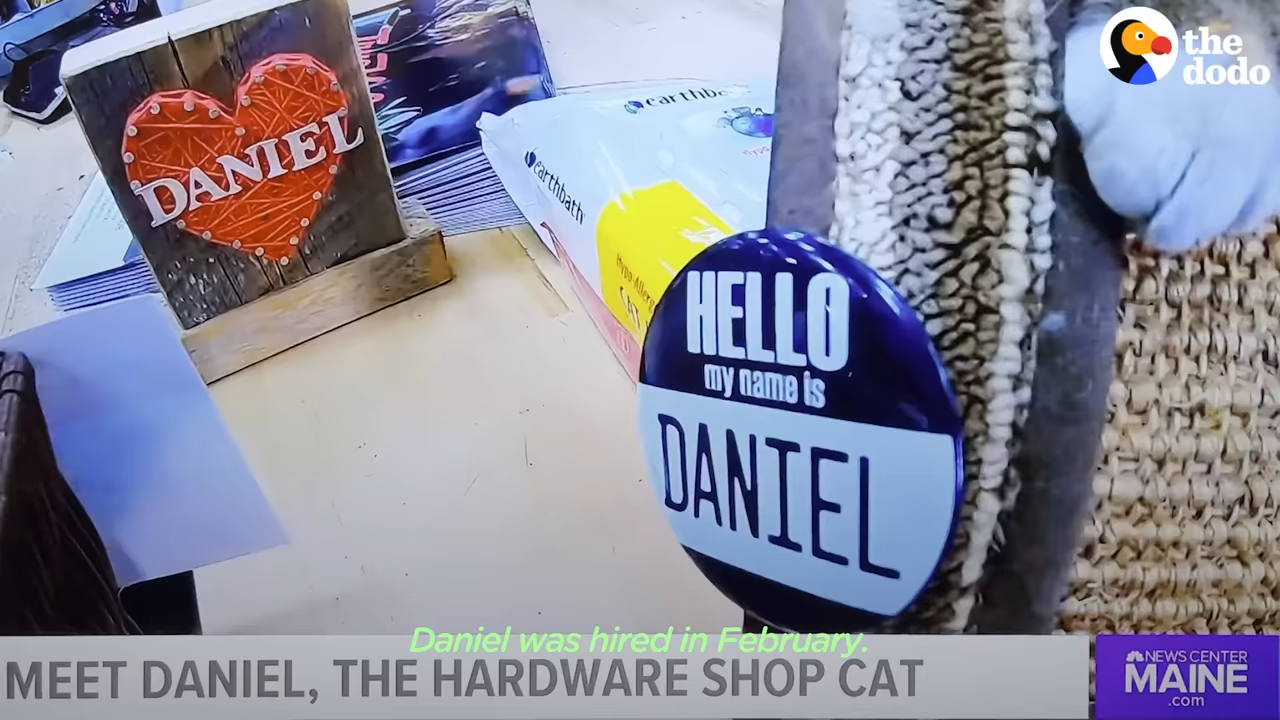 the
dodo
DANIEL
earthba
earthbath
HELLO
my name is
DANIEL
Daniel was hired in February.
MEET DANIEL, THE HARDWARE SHOP CAT
NEWS CENTER
MAINE
.com